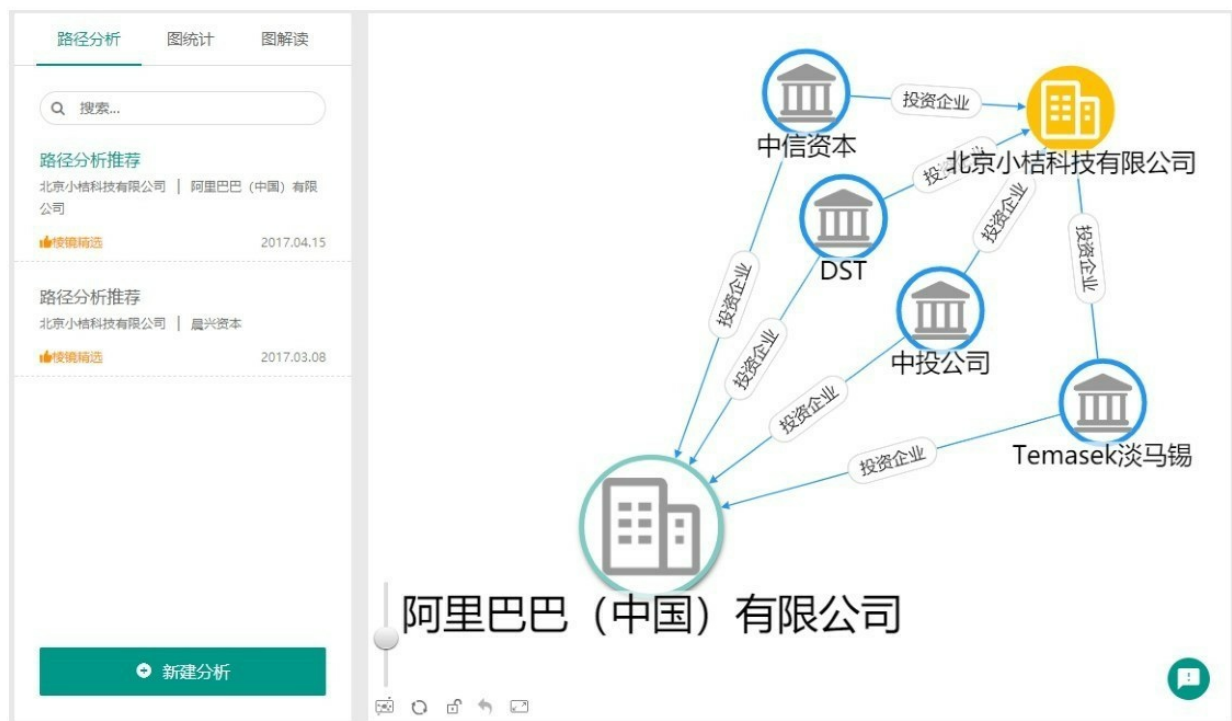 路径分析
图统计
图解读
搜索...
路径分析推荐
北京小桔科技有限公司 | 阿里巴巴（中国）有限
公司
棱镜精选
2017.04.15
路径分析推荐
北京小桔科技有限公司 | 晨兴资本
棱镜精选
2017.03.08
新建分析
中信资本
投资企业
北京小桔科技有限公司
投
DST
投资企业
投资企业
投资企业
投资企业
中投公司
投资企业
投资企业
Temasek淡马锡
阿里巴巴（中国）有限公司